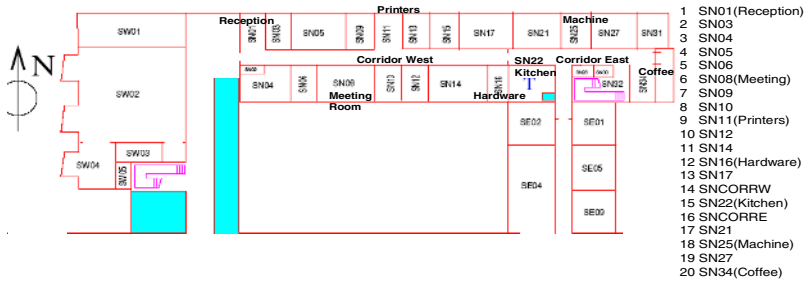 Printers
Reception
Machine
SW01
SN01
SN03
SN05
SN09
SN11
SN13
SN15
SN17
SN21
SN25
SN27
SN31
N
Corridor West
SN22
Kitchen
Corridor East
Coffee
SN04
SN06
SN08
SN10
SN12
SN14
SN16
T
SN32
SN34
SW02
Meeting
Room
Hardware
SE02
SE01
SW03
SW04
SW05
SE04
SE05
SE09
1 SN01(Reception)
2 SN03
3 SN04
4 SN05
5 SN06
6 SN08(Meeting)
7 SN09
8 SN10
9 SN11(Printers)
10 SN12
11 SN14
12 SN16(Hardware)
13 SN17
14 SNCORRW
15 SN22(Kitchen)
16 SNCORRE
17 SN21
18 SN25(Machine)
19 SN27
20 SN34(Coffee)